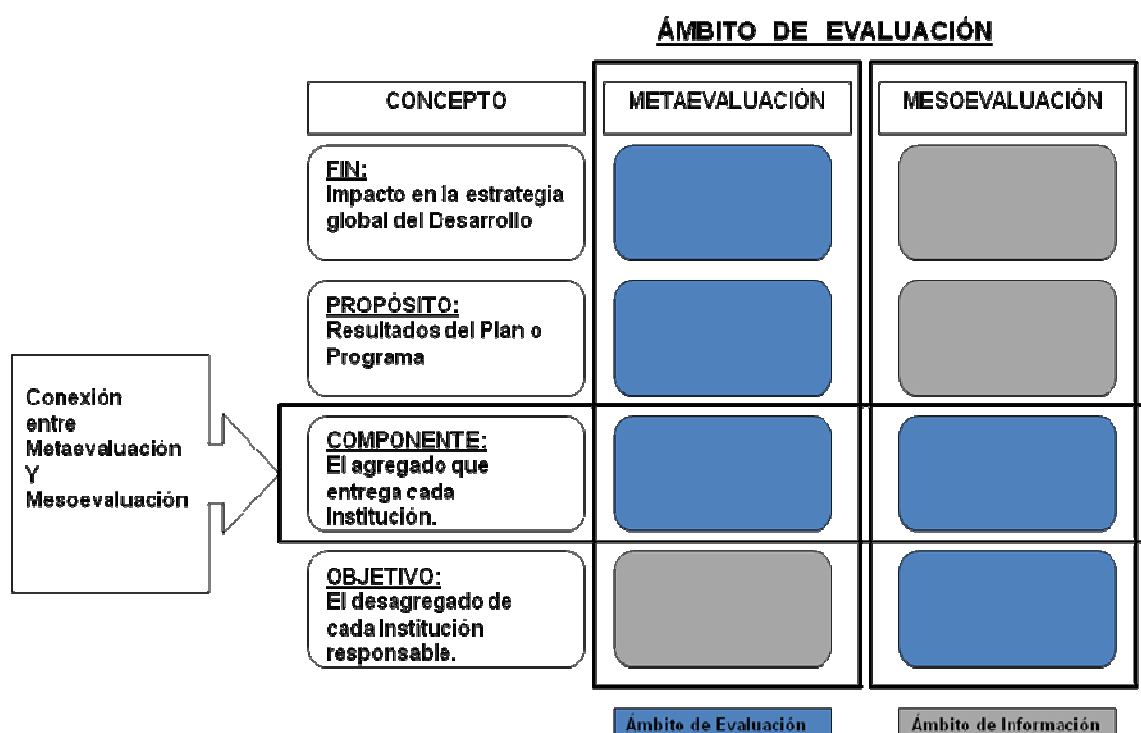 ÁMBITO DE EVALUACIÓN
CONCEPTO
METAEVALUACIÓN
MESOEVALUACIÓN
FIN:
Impacto en la estrategia
global del Desarrollo
PROPÓSITO:
Resultados del Plan o
Programa
Conexión
entre
Metaevaluación
Y
Mesoevaluación
COMPONENTE:
El agregado que
entrega cada
Institución.
OBJETIVO:
El desagregado de
cada Institución
responsable.
Ámbito de Evaluación
Ámbito de Información